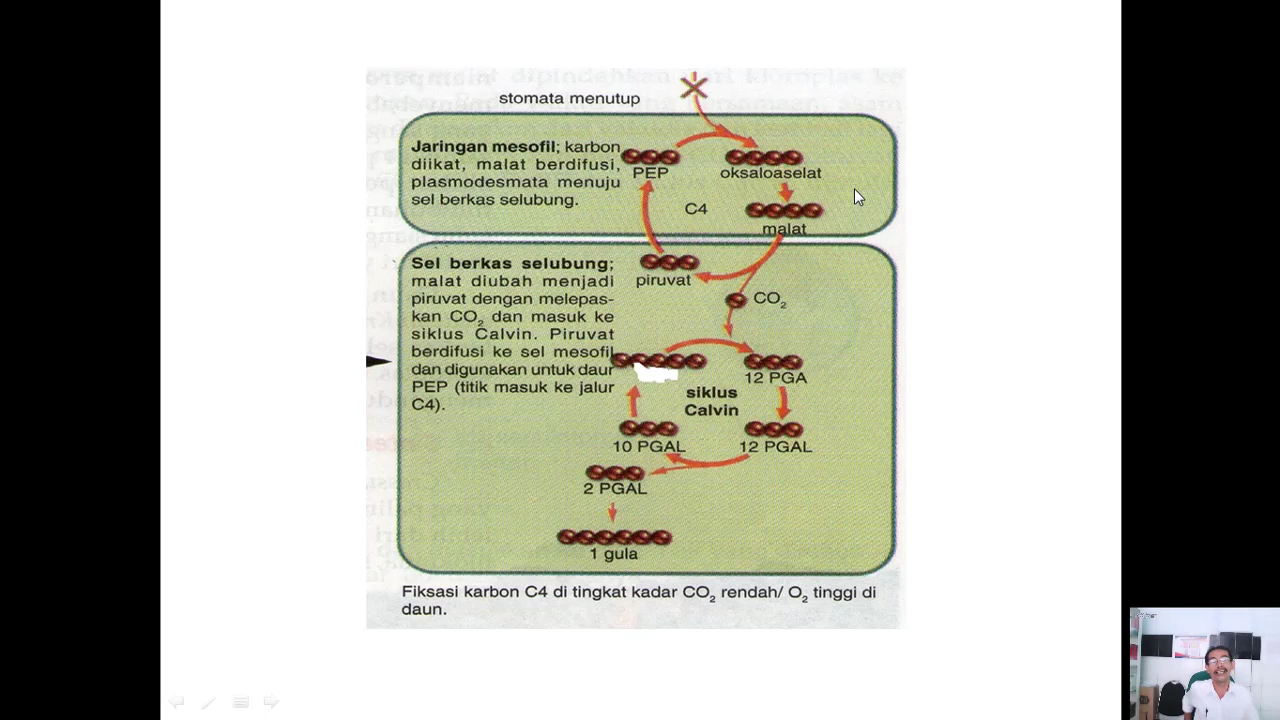 stomata menutup
Jaringan mesofil; karbon
diikat, malat berdifusi,
plasmodesmata menuju
sel berkas selubung.
PEP
oksaloaselat
C4
malat
Sel berkas selubung;
malat diubah menjadi
piruvat dengan melepas-
kan CO₂ dan masuk ke
siklus Calvin. Piruvat
berdifusi ke sel mesofil
dan digunakan untuk daur
PEP (titik masuk ke jalur
C4).
piruvat
CO₂
12 PGA
siklus
Calvin
10 PGAL
12 PGAL
2 PGAL
1 gula
Fiksasi karbon C4 di tingkat kadar CO₂ rendah/ O₂ tinggi di
daun.